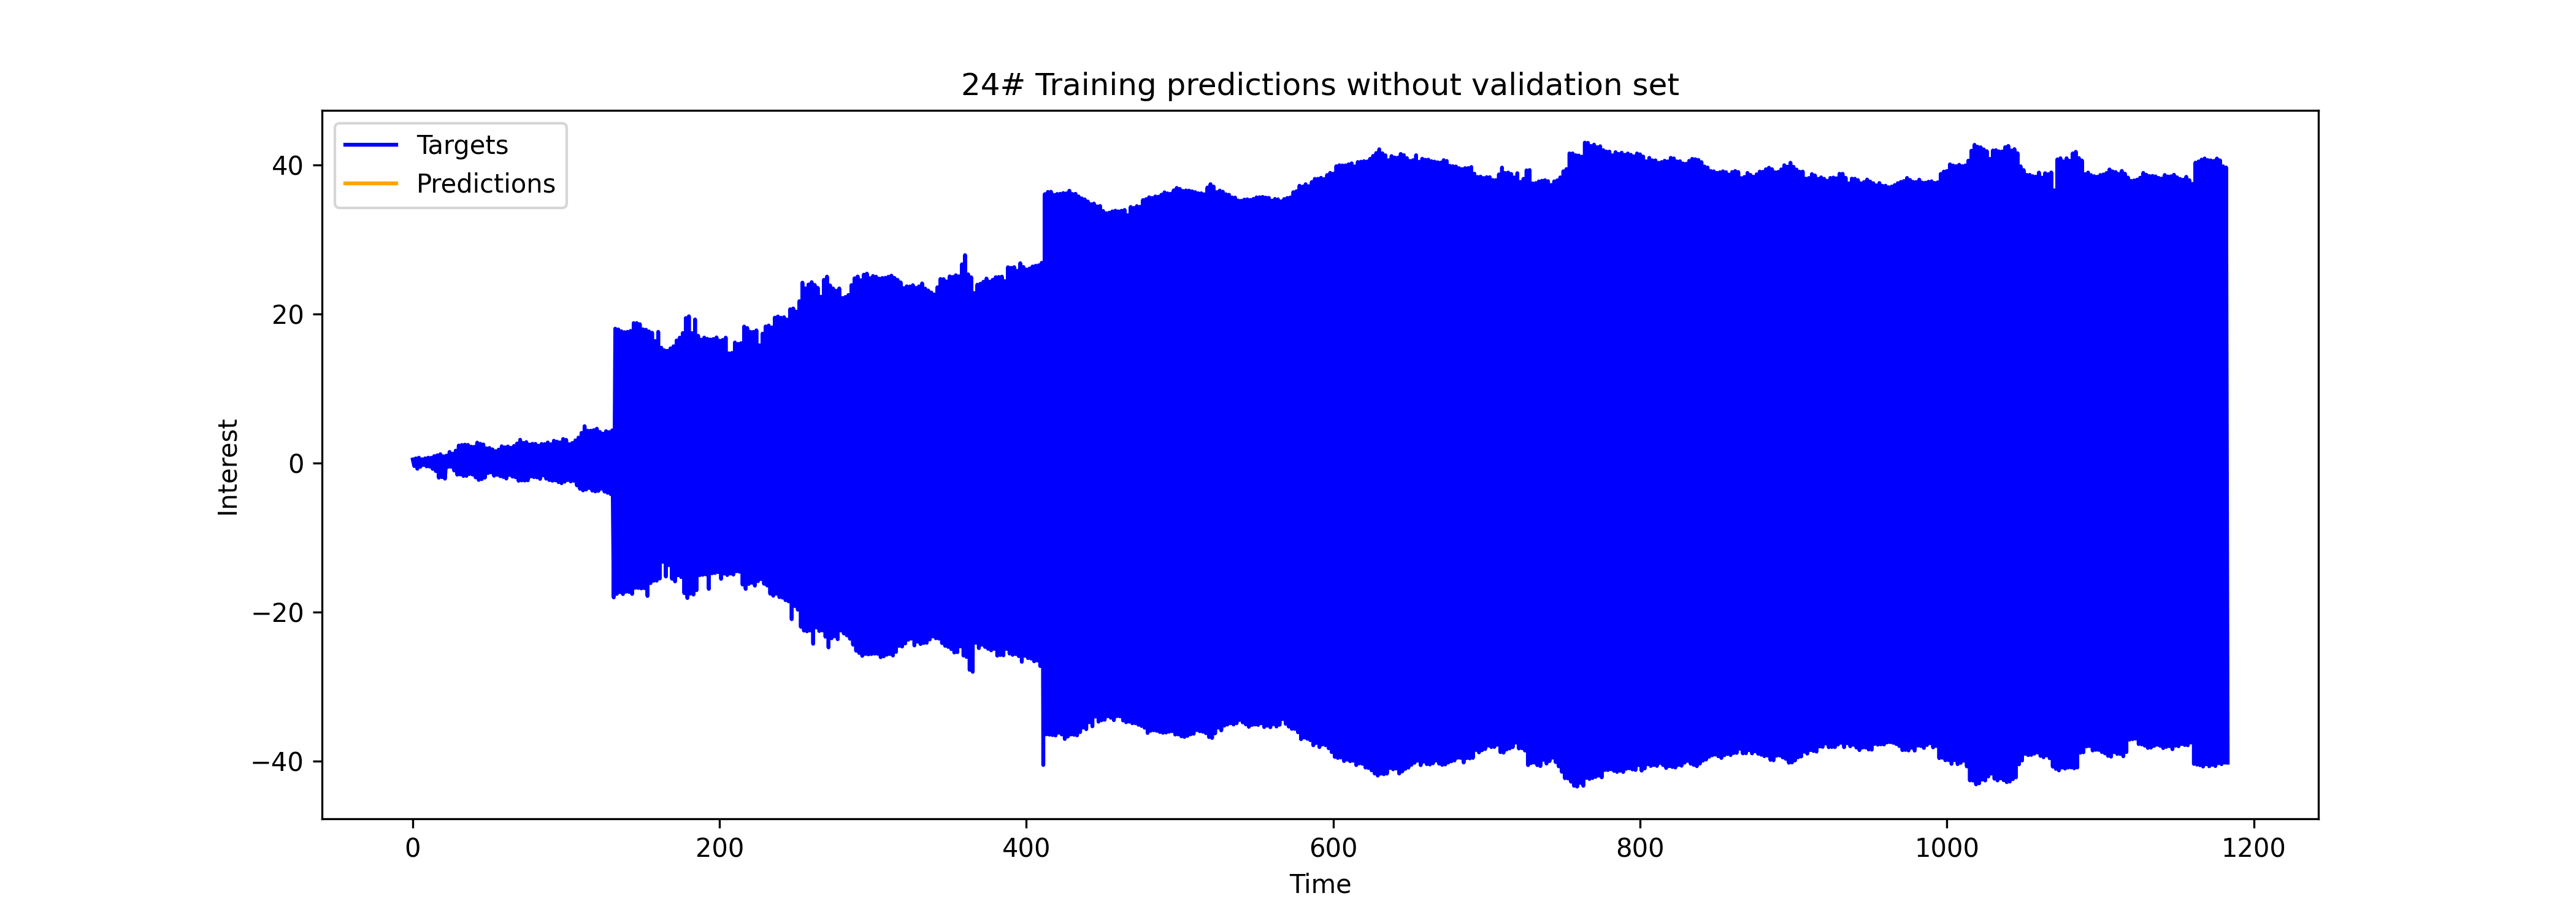 24# Training predictions without validation set
Targets
Predictions
40
20
0
−20
−40
Interest
0 200 400 600 800 1000 1200
Time